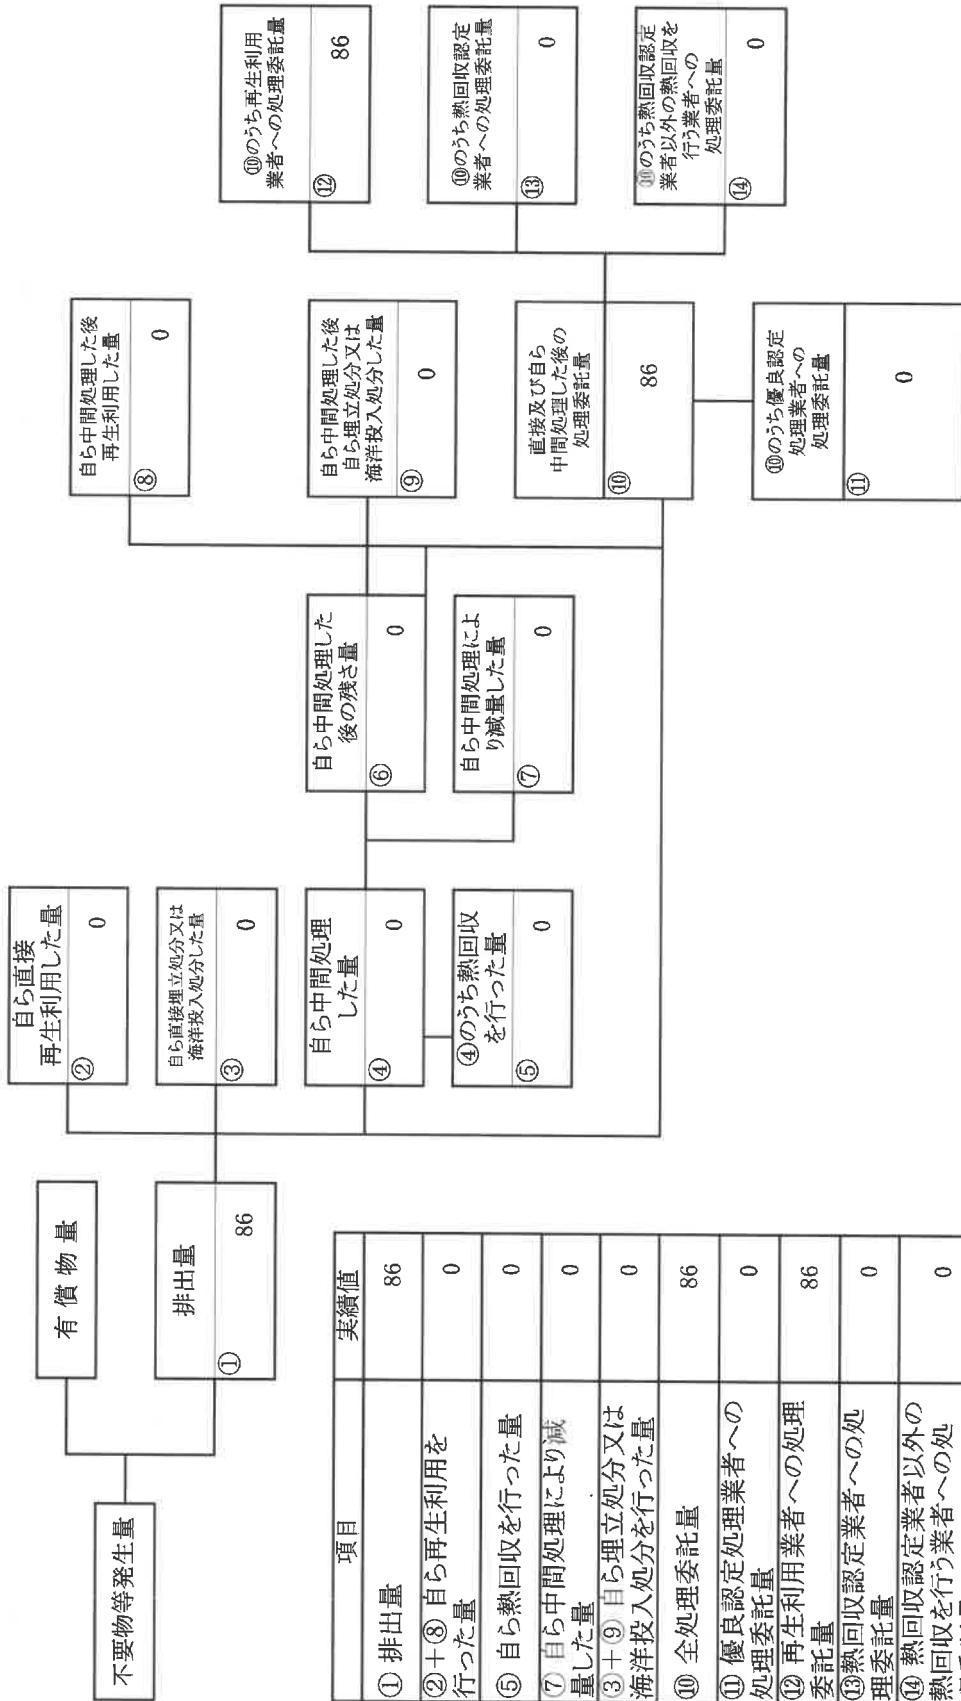 不要物等発生量
有償物量
排出量
①
86
自ら直接
再生利用した量
②
0
自ら直接埋立処分又は
海洋投入処分した量
③
0
自ら中間処理
した量
④
0
④のうち熱回収
を行った量
⑤
0
自ら中間処理した
後の残さ量
⑥
0
自ら中間処理によ
り減量した量
⑦
0
自ら中間処理した後
再生利用した量
⑧
0
自ら中間処理した後
自ら埋立処分又は
海洋投入処分した量
⑨
0
直接及び自ら
中間処理した後の
処理委託量
⑩
86
⑩のうち優良認定
処理業者への
処理委託量
⑪
0
⑩のうち再生利用
業者への処理委託量
⑫
86
⑩のうち熱回収認定
業者への処理委託量
⑬
0
⑩のうち熱回収認定
業者以外の熱回収を
行う業者への
処理委託量
⑭
0
項目 実績値
① 排出量 86
②+⑧ 自ら再生利用を
行った量 0
⑤ 自ら熱回収を行った量 0
⑦ 自ら中間処理により減
量した量 0
③+⑨ 自ら埋立処分又は
海洋投入処分を行った量 0
⑩ 全処理委託量 86
⑪ 優良認定処理業者への
処理委託量 0
⑫ 再生利用業者への処理
委託量 86
⑬熱回収認定業者への処
理委託量 0
⑭ 熱回収認定業者以外の
熱回収を行う業者への処 0